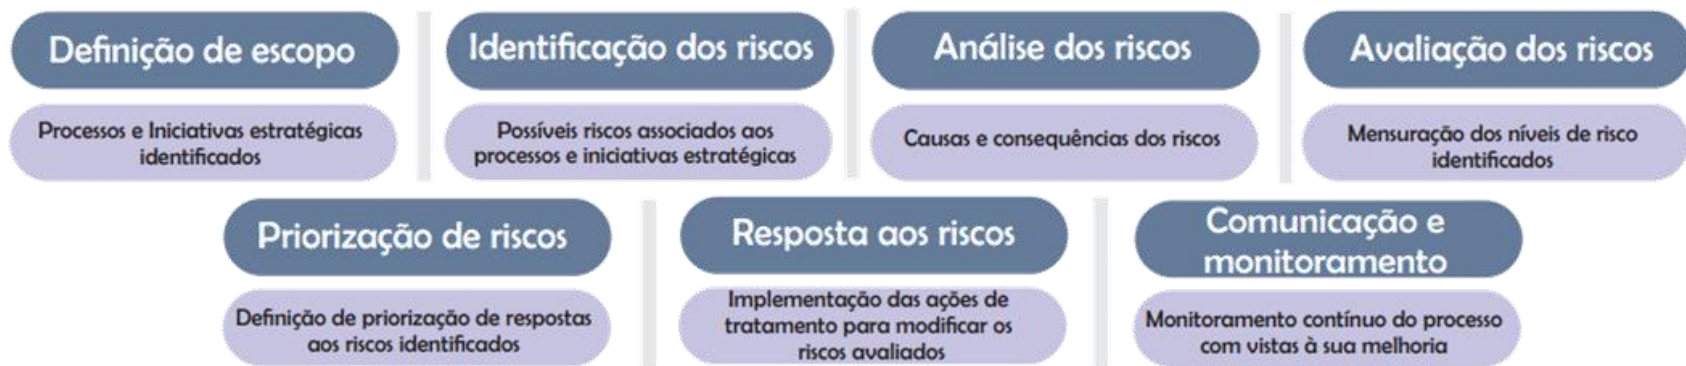 Definição de escopo
Processos e Iniciativas estratégicas
identificados
Identificação dos riscos
Possíveis riscos associados aos
processos e iniciativas estratégicas
Análise dos riscos
Causas e consequências dos riscos
Avaliação dos riscos
Mensuração dos níveis de risco
identificados
Priorização de riscos
Definição de priorização de respostas
aos riscos identificados
Resposta aos riscos
Implementação das ações de
tratamento para modificar os
riscos avaliados
Comunicação e
monitoramento
Monitoramento contínuo do processo
com vistas à sua melhoria